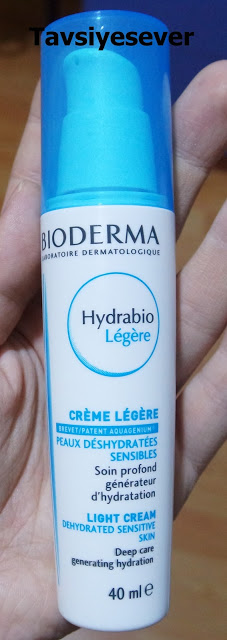 Tavsiyesever
BIODERMA
LABORATOIRE DERMATOLOGIQUE
Hydrabio
Légère
CRÈME LÉGÈRE
BREVET/PATENT AQUAGENIUM
PEAUX DÉSHYDRATÉES
SENSIBLES
Soin profond
générateur
d'hydratation
LIGHT CREAM
DEHYDRATED SENSITIVE
SKIN
Deep care
generating hydration
40 ml e